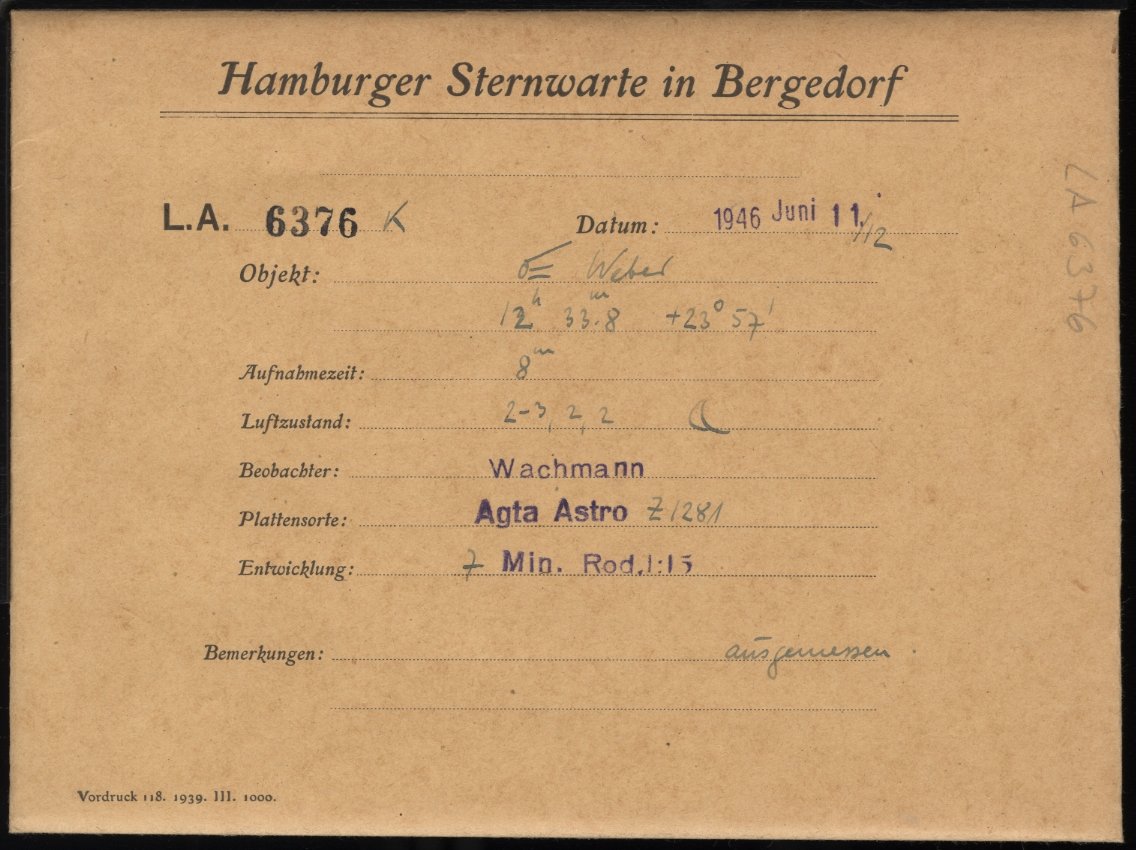 Hamburger Sternwarte in Bergedorf
L.A. 6376 K
Datum: 1946 Juni 11./12
Objekt: Weber
12ʰ 33ᵐ.8 +23° 57'
Aufnahmezeit: 8ᵐ
Luftzustand: 2-3, 2, 2
Beobachter: Wachmann
Plattensorte: Agfa Astro Z 1281
Entwicklung: 7 Min. Rod. 1:15
Bemerkungen: ausgemessen.
Vordruck 118. 1939. III. 1000.
LA 6376